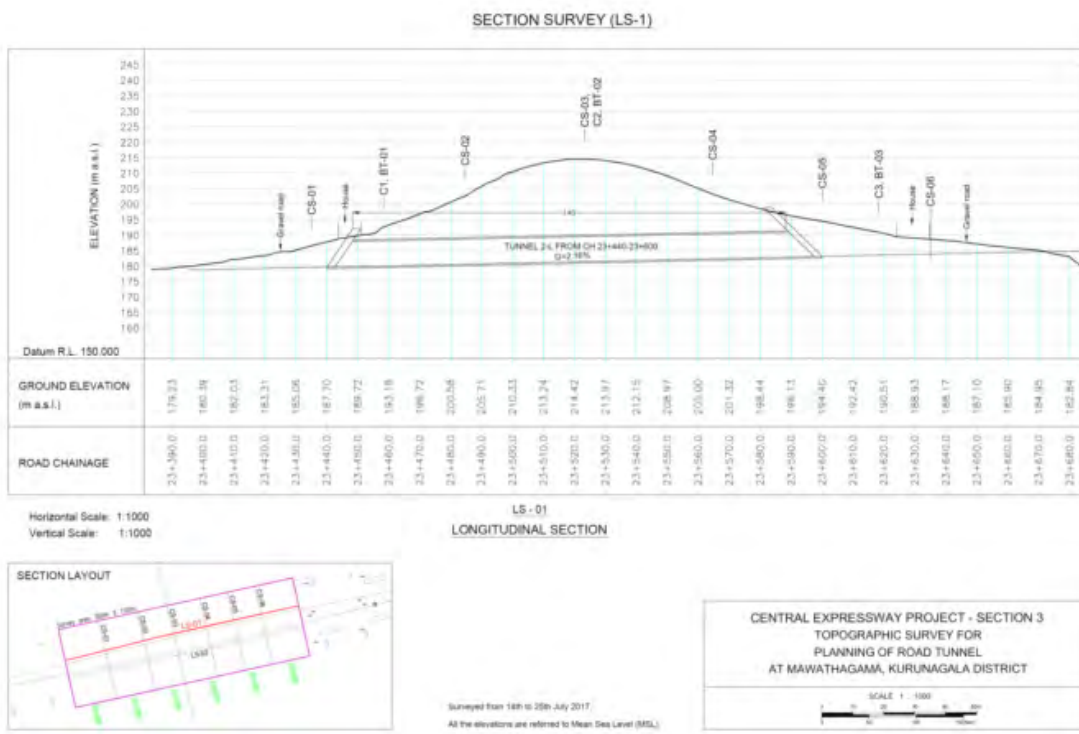 SECTION SURVEY (LS-1)
ELEVATION (m a.s.l.)
245
240
235
230
225
220
215
210
205
200
195
190
185
180
175
170
165
160
Gravel road
CS-01
House
C1, BT-01
CS-02
CS-03,
C2, BT-02
CS-04
CS-05
C3, BT-03
House
CS-06
Gravel road
TUNNEL FROM CH 23+440-23+600
Datum R.L. 150.000
GROUND ELEVATION
(m a.s.l.)
179.23 180.39 182.03 183.31 185.06 187.70 189.72 193.18 196.72 200.58 205.71 210.33 213.24 214.42 213.97 212.15 208.97 205.00 201.32 198.44 196.13 194.40 192.42 190.51 188.93 188.17 187.10 185.90 184.95 182.84
ROAD CHAINAGE
23+390.0 23+400.0 23+410.0 23+420.0 23+430.0 23+440.0 23+450.0 23+460.0 23+470.0 23+480.0 23+490.0 23+500.0 23+510.0 23+520.0 23+530.0 23+540.0 23+550.0 23+560.0 23+570.0 23+580.0 23+590.0 23+600.0 23+610.0 23+620.0 23+630.0 23+640.0 23+650.0 23+660.0 23+670.0 23+680.0
Horizontal Scale: 1:1000
Vertical Scale: 1:1000
LS - 01
LONGITUDINAL SECTION
SECTION LAYOUT
LS-01
CENTRAL EXPRESSWAY PROJECT - SECTION 3
TOPOGRAPHIC SURVEY FOR
PLANNING OF ROAD TUNNEL
AT MAWATHAGAMA, KURUNAGALA DISTRICT
SCALE 1 : 1000
Surveyed from 14th to 25th July 2017
All the elevations are referred to Mean Sea Level (MSL)